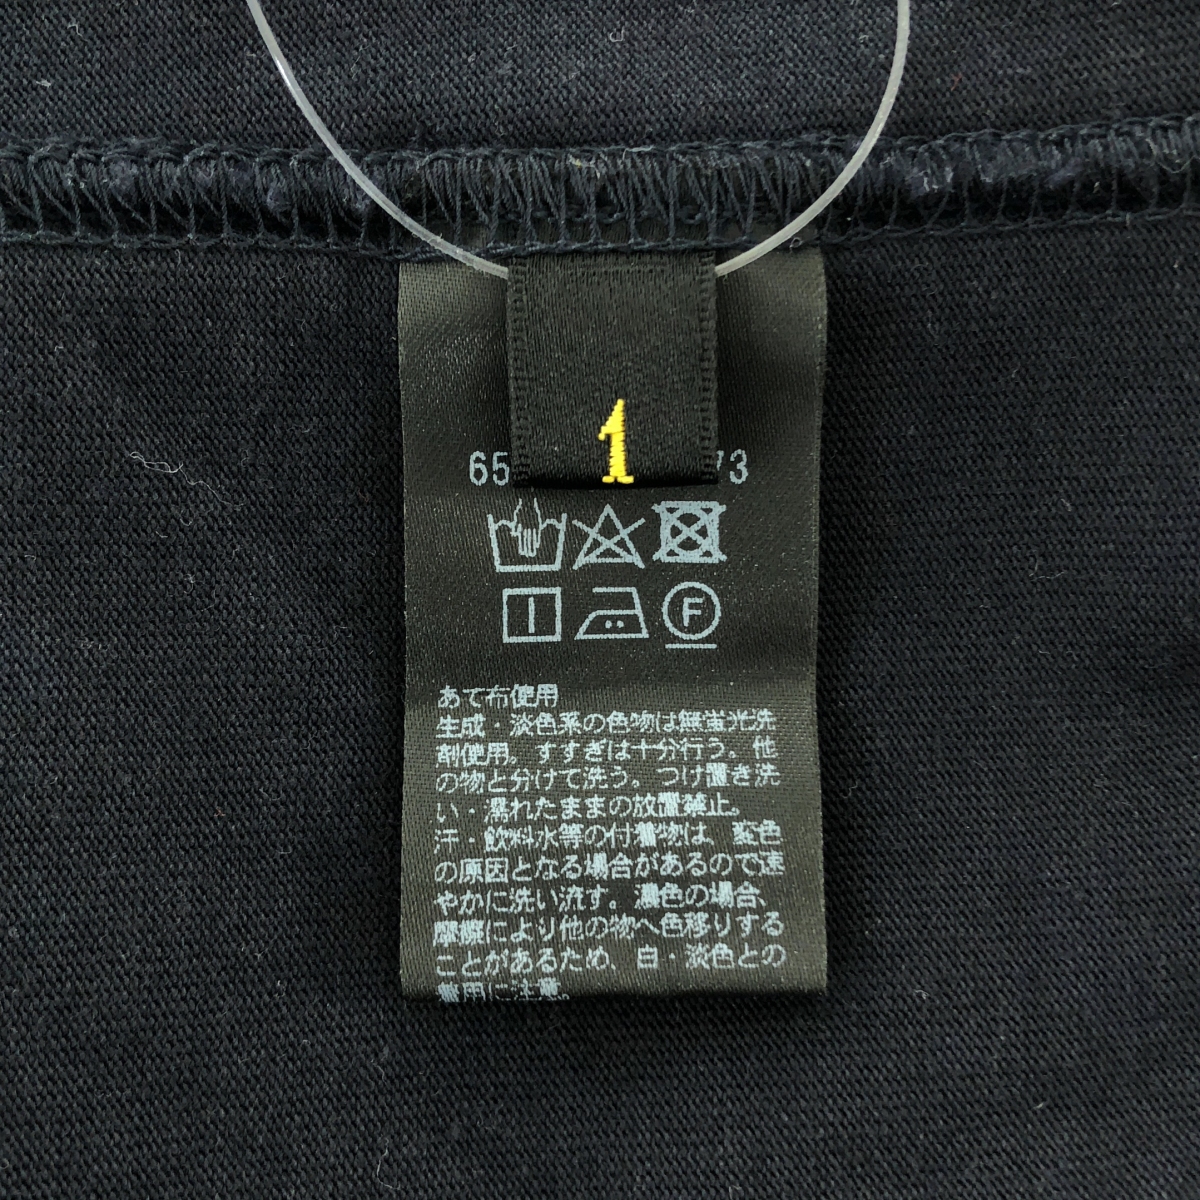 1
65
73
F
あて布使用
生成・淡色系の色物は無蛍光洗
剤使用。すすぎは十分行う。他
の物と分けて洗う。つけ置き洗
い・濡れたままの放置禁止。
汗・飲料水等の付着物は、変色
の原因となる場合があるので速
やかに洗い流す。濃色の場合、
摩擦により他の物へ色移りする
ことがあるため、白・淡色との
着用に注意。